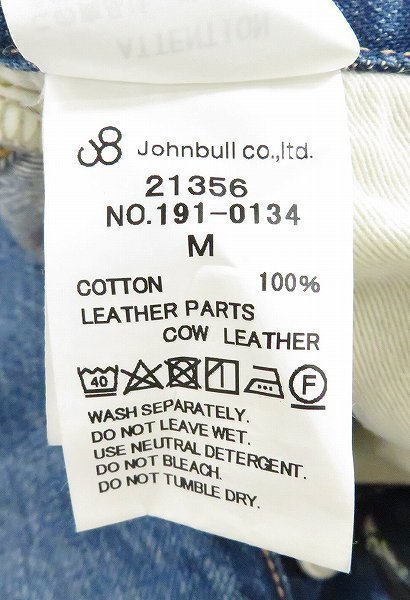 ATTENTION
Johnbull co.,ltd.
21356
NO.191-0134
M
COTTON 100%
LEATHER PARTS
COW LEATHER
40 F
WASH SEPARATELY.
DO NOT LEAVE WET.
USE NEUTRAL DETERGENT.
DO NOT BLEACH.
DO NOT TUMBLE DRY.